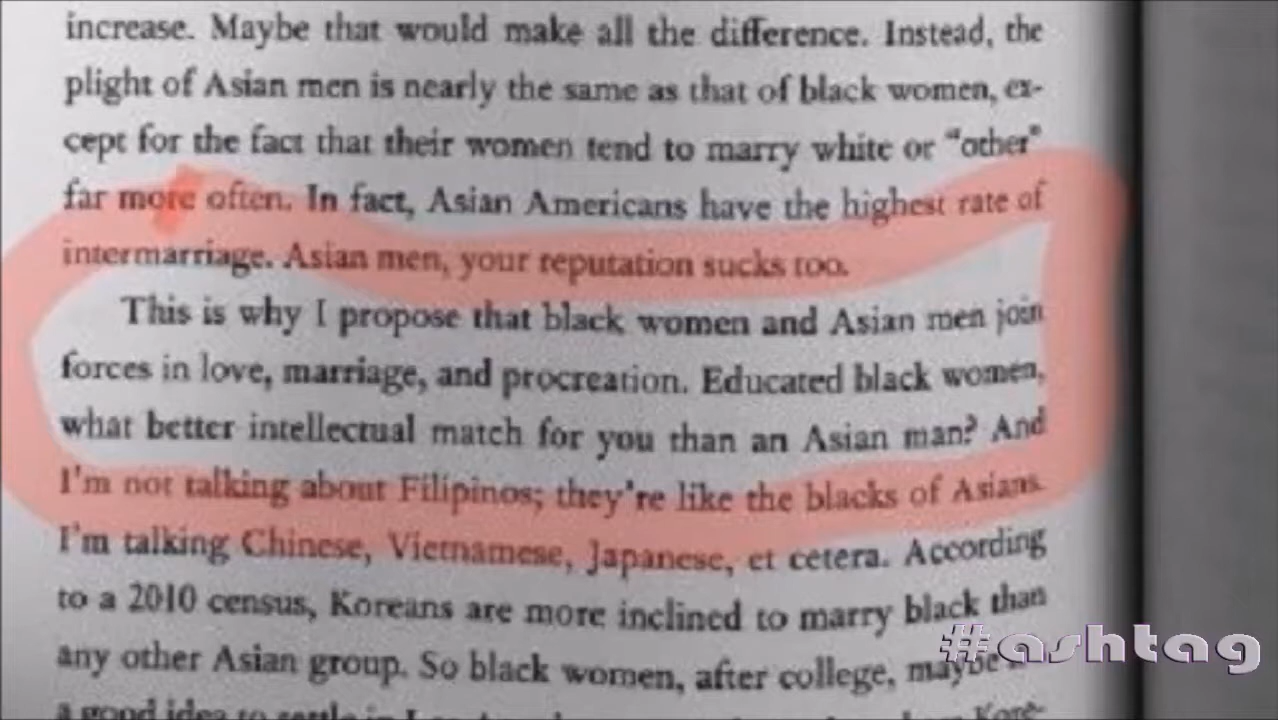 increase. Maybe that would make all the difference. Instead, the
plight of Asian men is nearly the same as that of black women, ex-
cept for the fact that their women tend to marry white or “other”
far more often. In fact, Asian Americans have the highest rate of
intermarriage. Asian men, your reputation sucks too.
This is why I propose that black women and Asian men join
forces in love, marriage, and procreation. Educated black women,
what better intellectual match for you than an Asian man? And
I'm not talking about Filipinos; they're like the blacks of Asians.
I'm talking Chinese, Vietnamese, Japanese, et cetera. According
to a 2010 census, Koreans are more inclined to marry black than
any other Asian group. So black women, after college, maybe
a good idea to settle in
#ashtag